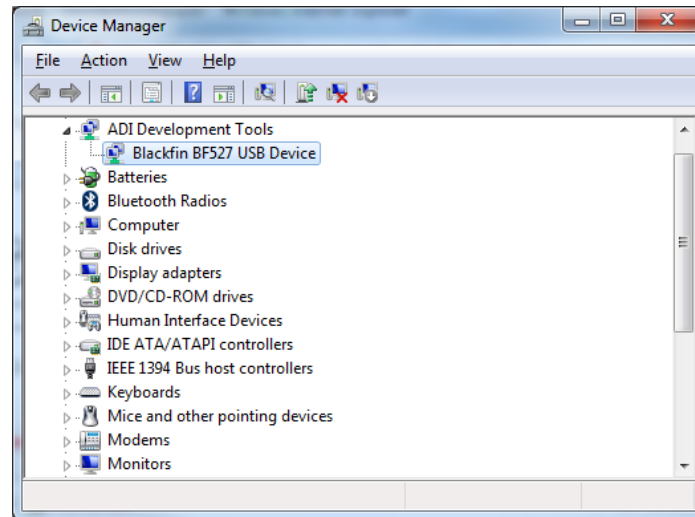 Device Manager
File Action View Help
ADI Development Tools
Blackfin BF527 USB Device
Batteries
Bluetooth Radios
Computer
Disk drives
Display adapters
DVD/CD-ROM drives
Human Interface Devices
IDE ATA/ATAPI controllers
IEEE 1394 Bus host controllers
Keyboards
Mice and other pointing devices
Modems
Monitors